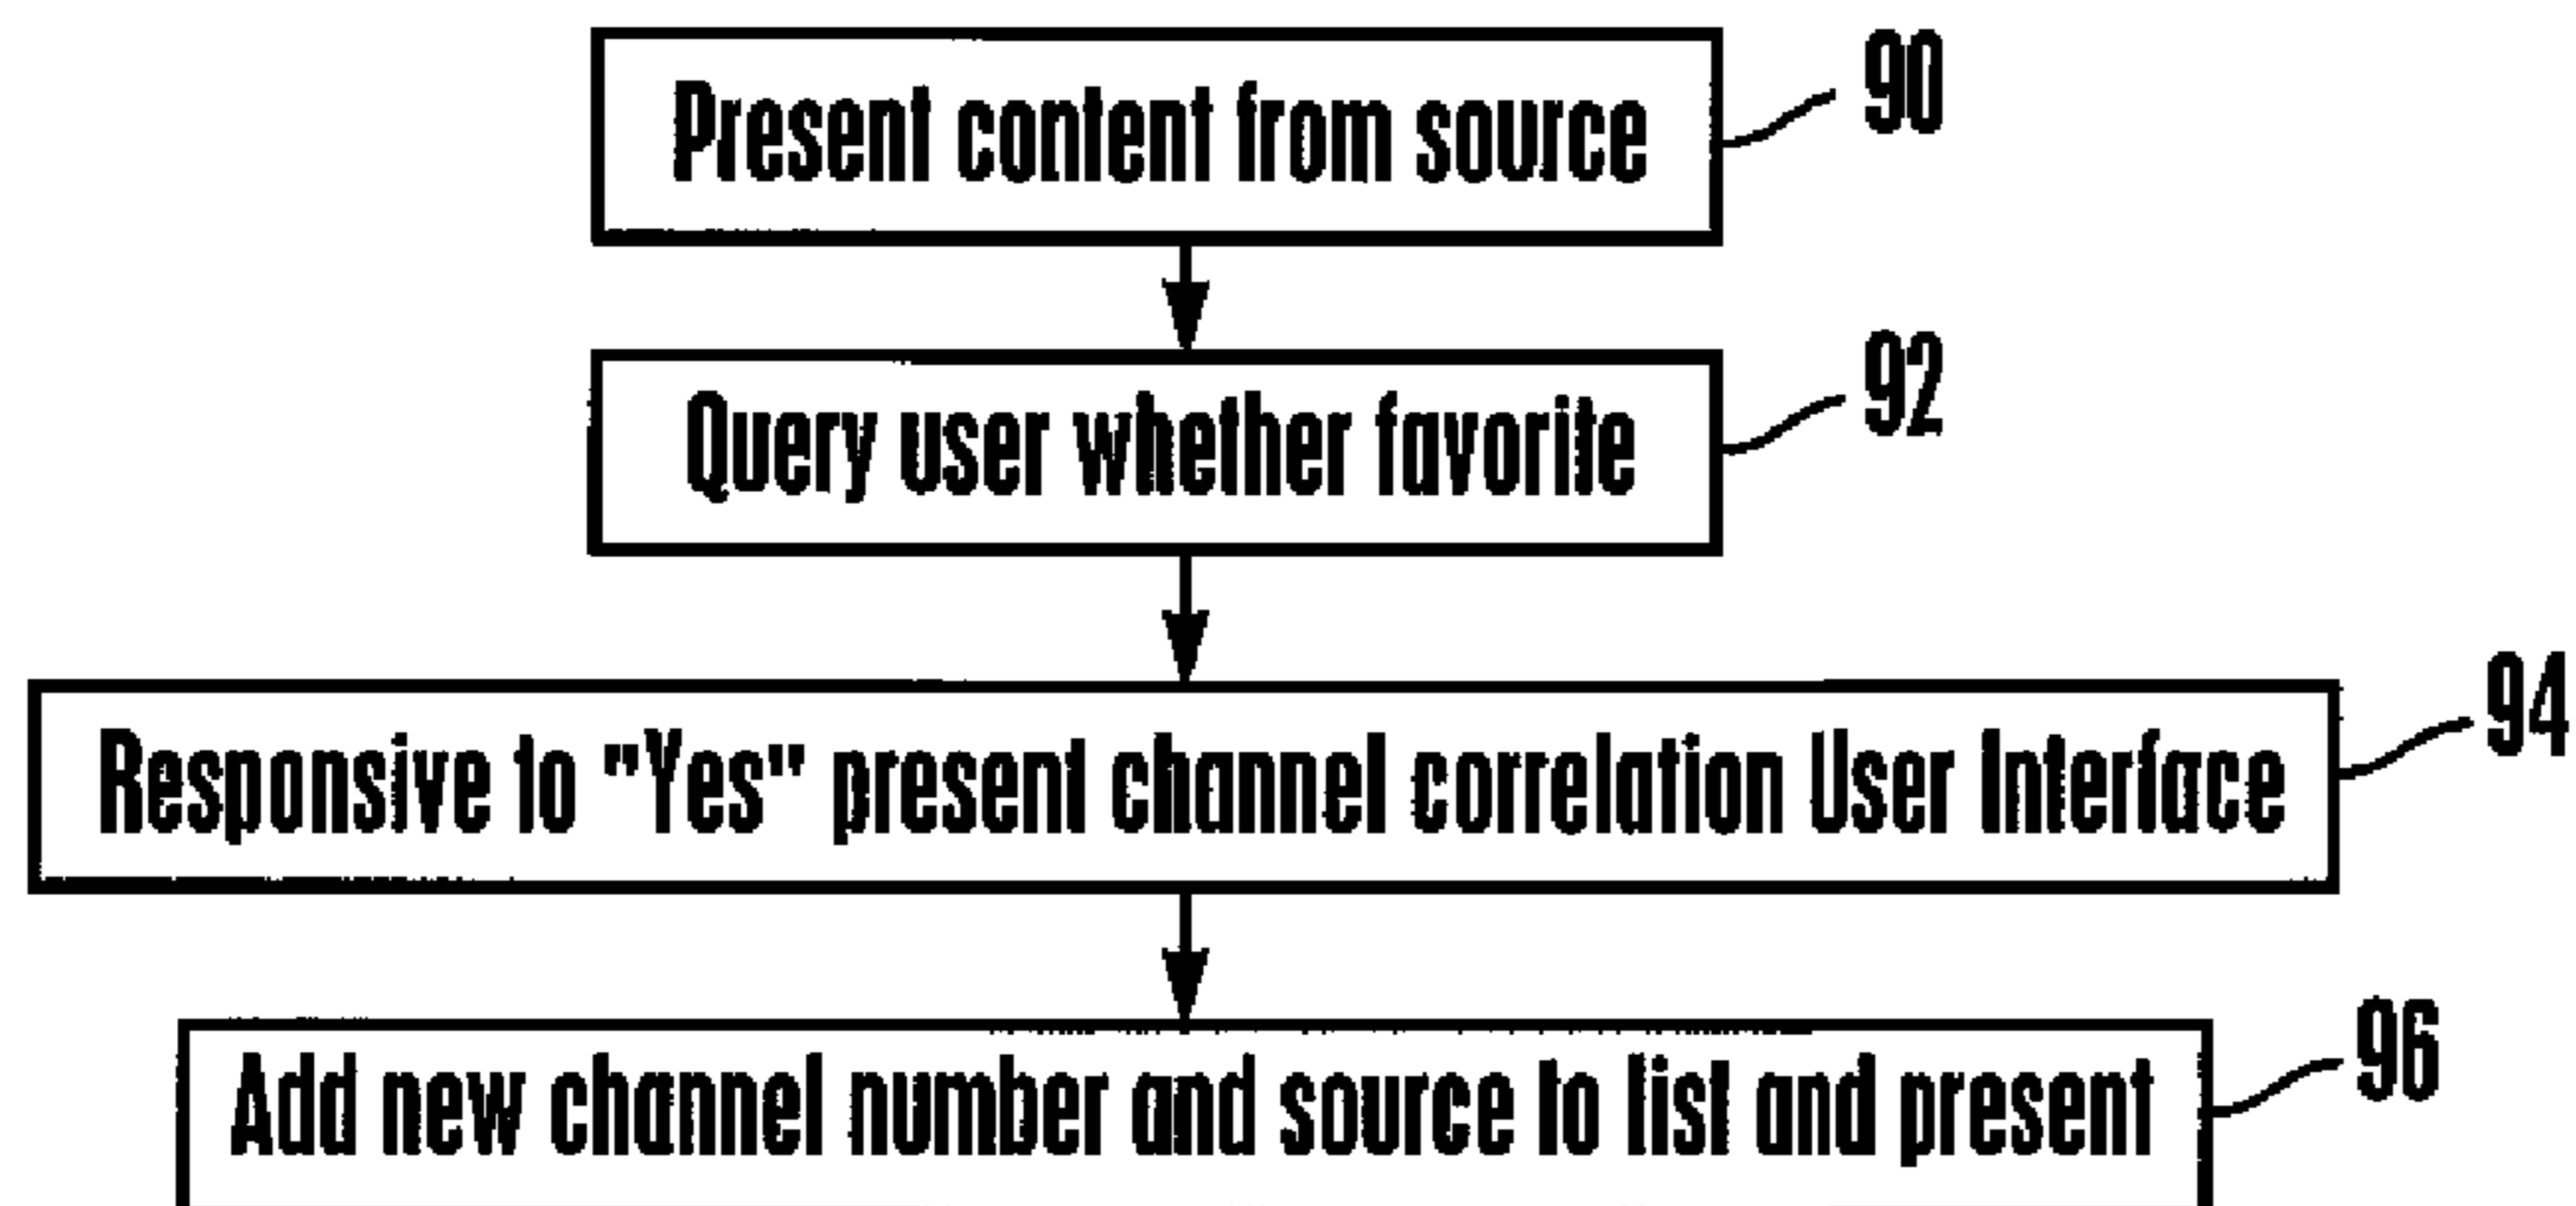 Present content from source
90
Query user whether favorite
92
Responsive to "Yes" present channel correlation User Interface
94
Add new channel number and source to list and present
96